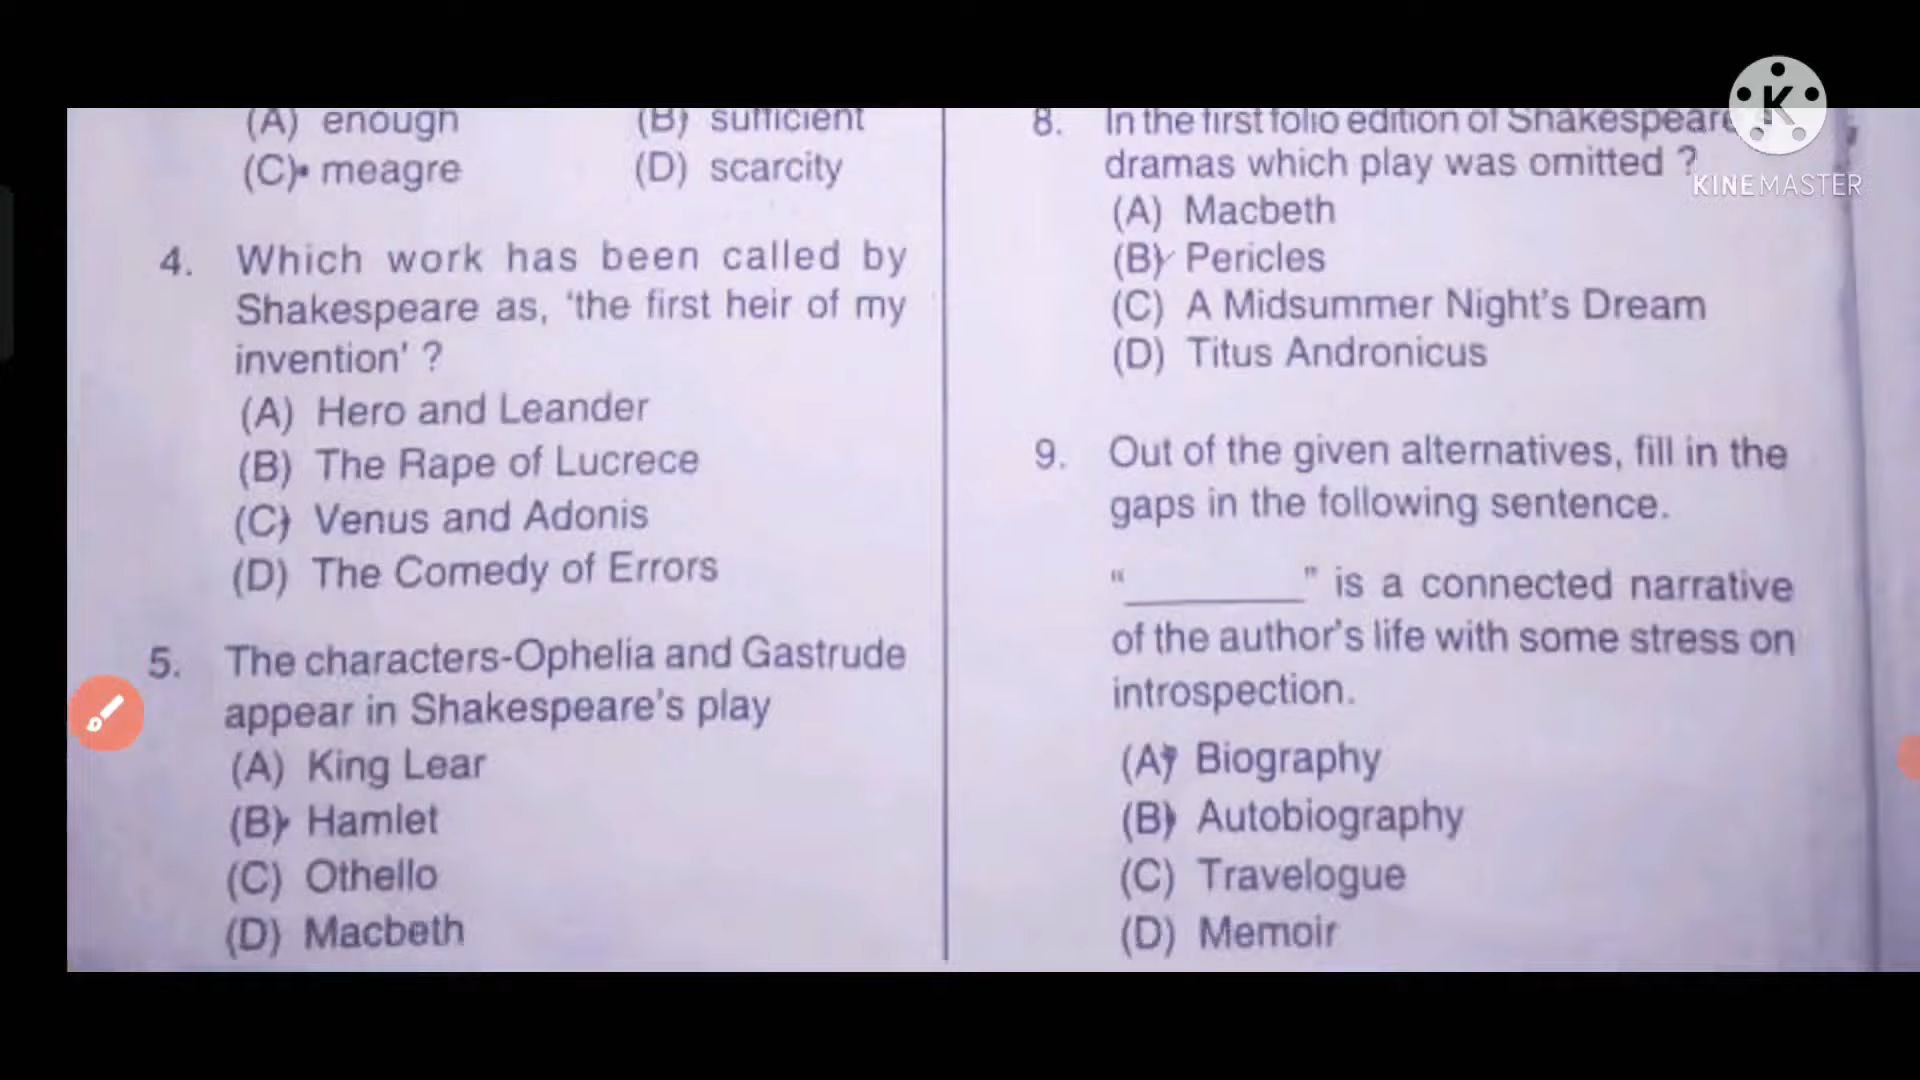 (A) enough (B) sufficient
(C) meagre (D) scarcity
4. Which work has been called by
Shakespeare as, 'the first heir of my
invention' ?
(A) Hero and Leander
(B) The Rape of Lucrece
(C) Venus and Adonis
(D) The Comedy of Errors
5. The characters-Ophelia and Gastrude
appear in Shakespeare's play
(A) King Lear
(B) Hamlet
(C) Othello
(D) Macbeth
8. In the first folio edition of Shakespeare
dramas which play was omitted ?
(A) Macbeth
(B) Pericles
(C) A Midsummer Night's Dream
(D) Titus Andronicus
9. Out of the given alternatives, fill in the
gaps in the following sentence.
"________" is a connected narrative
of the author's life with some stress on
introspection.
(A) Biography
(B) Autobiography
(C) Travelogue
(D) Memoir
K
KINEMASTER